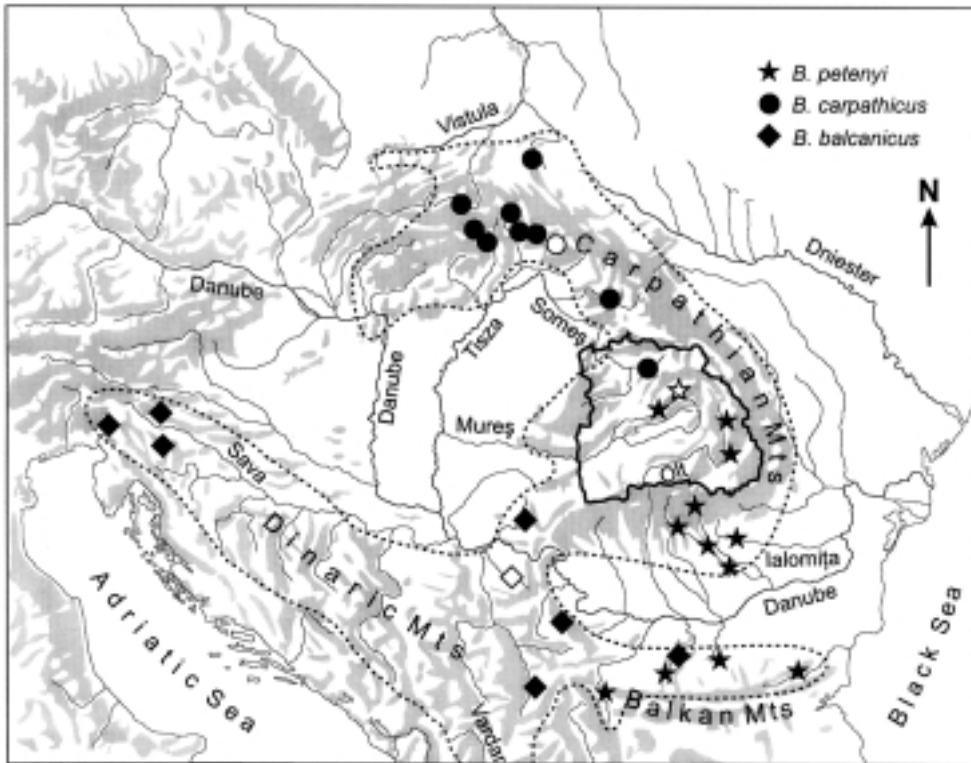 B. petenyi
B. carpathicus
B. balcanicus
N
Vistula
Carpathian Mts
Dniester
Danube
Someş
Tisza
Danube
Mureş
Sava
Olt
Ialomiţa
Danube
Dinaric Mts
Adriatic Sea
Vardar
Balkan Mts
Black Sea